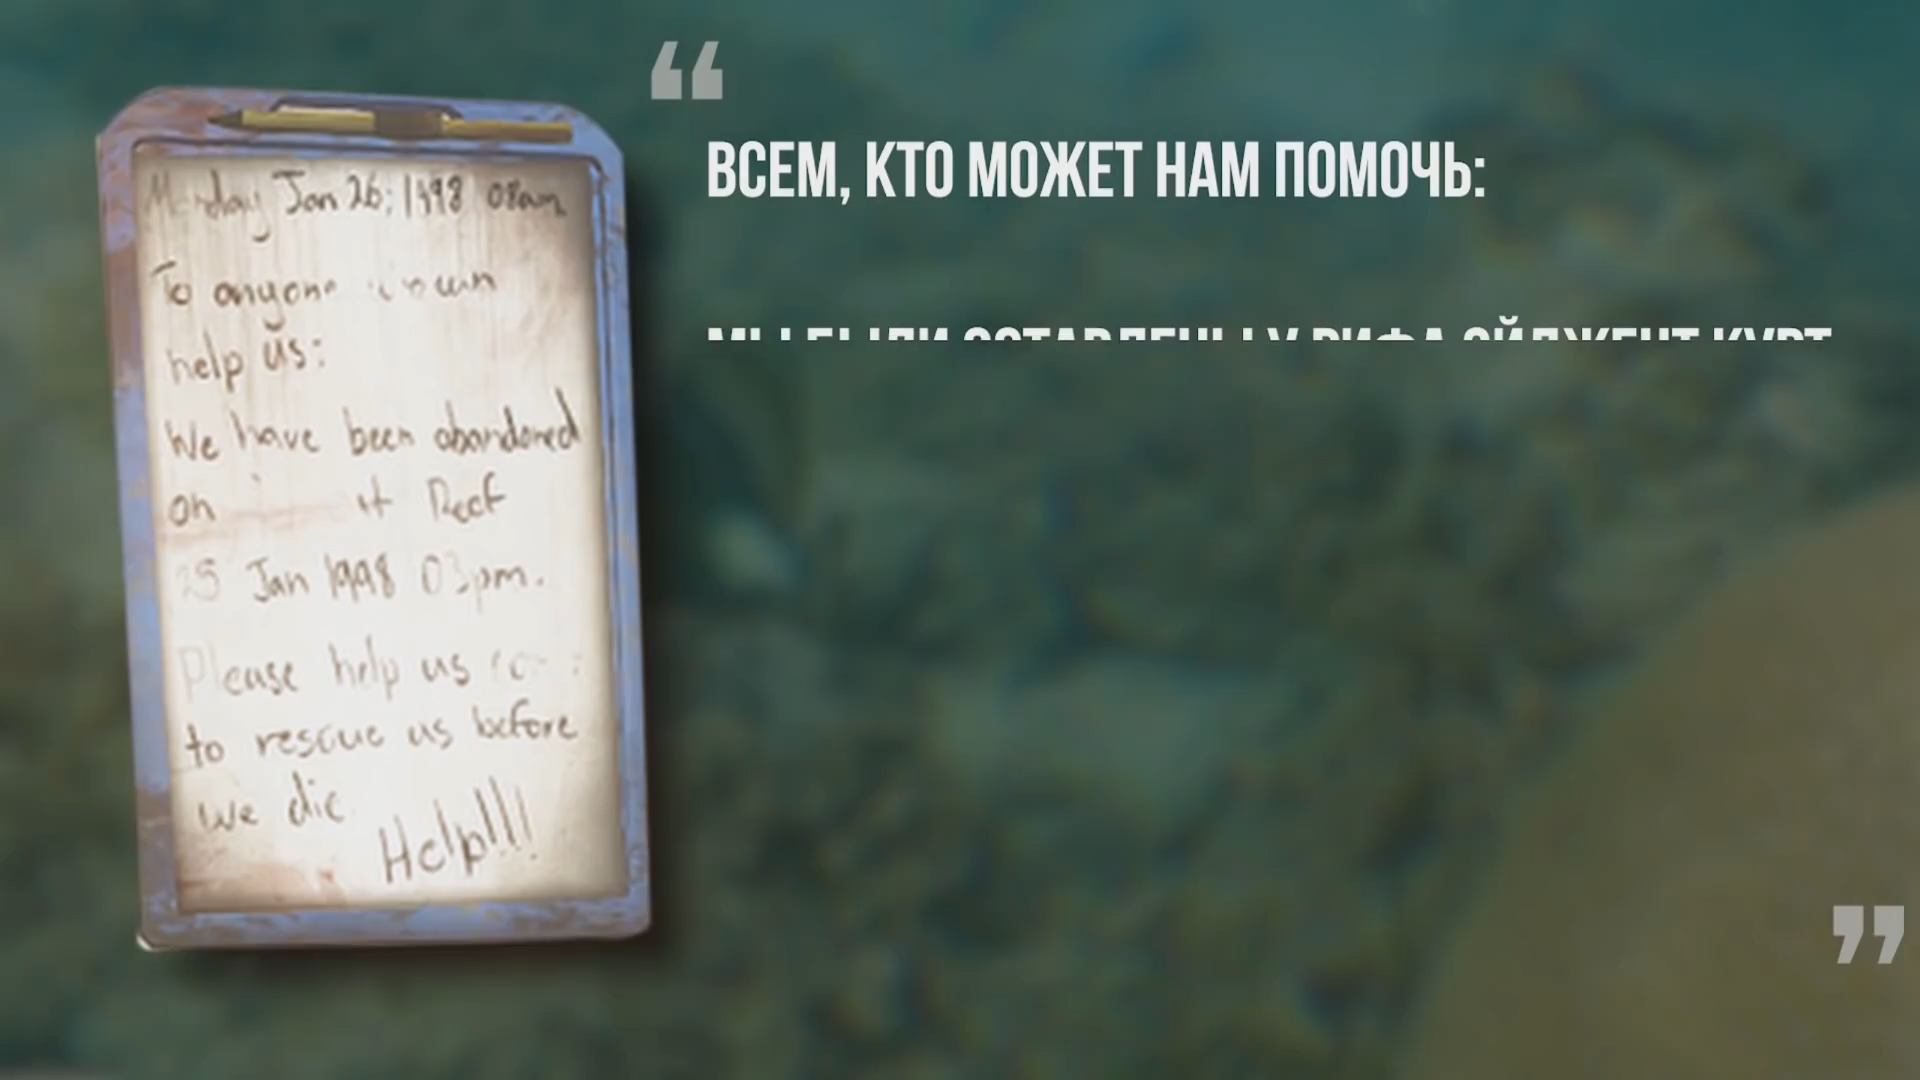 “
ВСЕМ, КТО МОЖЕТ НАМ ПОМОЧЬ:
”
Monday Jan 26; 1998 08am
To anyone
help us:
We have been abandoned
on Reef
25 Jan 1998 03pm.
Please help us
to rescue us before
we die
Help!!!